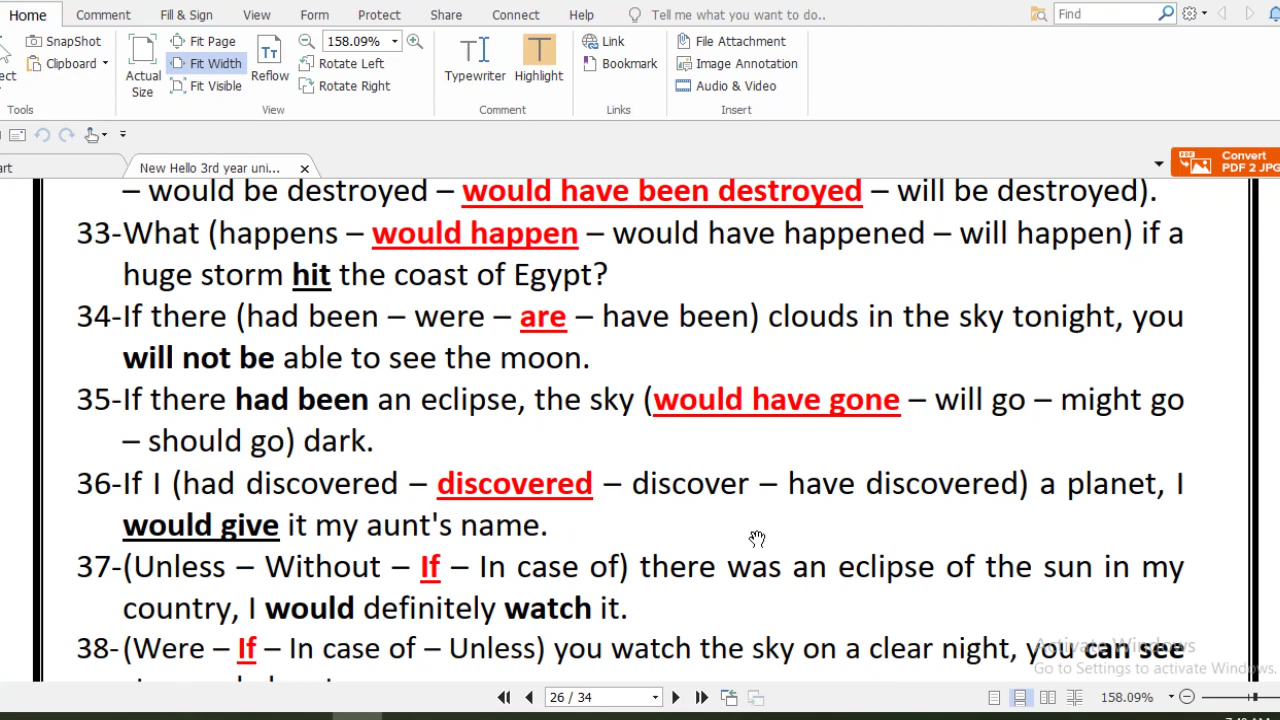 Home Comment Fill & Sign View Form Protect Share Connect Help Tell me what you want to do.. Find
SnapShot Fit Page 158.09% Link File Attachment
Clipboard Actual Size Fit Width Reflow Rotate Left Typewriter Highlight Bookmark Image Annotation
Fit Visible Rotate Right Audio & Video
Tools View Comment Links Insert
New Hello 3rd year uni... Convert
PDF 2 JPG
– would be destroyed – would have been destroyed – will be destroyed).
33-What (happens – would happen – would have happened – will happen) if a
huge storm hit the coast of Egypt?
34-If there (had been – were – are – have been) clouds in the sky tonight, you
will not be able to see the moon.
35-If there had been an eclipse, the sky (would have gone – will go – might go
– should go) dark.
36-If I (had discovered – discovered – discover – have discovered) a planet, I
would give it my aunt's name.
37-(Unless – Without – If – In case of) there was an eclipse of the sun in my
country, I would definitely watch it.
38-(Were – If – In case of – Unless) you watch the sky on a clear night, you can see
Activate Windows
Go to Settings to activate Windows.
26 / 34 158.09%